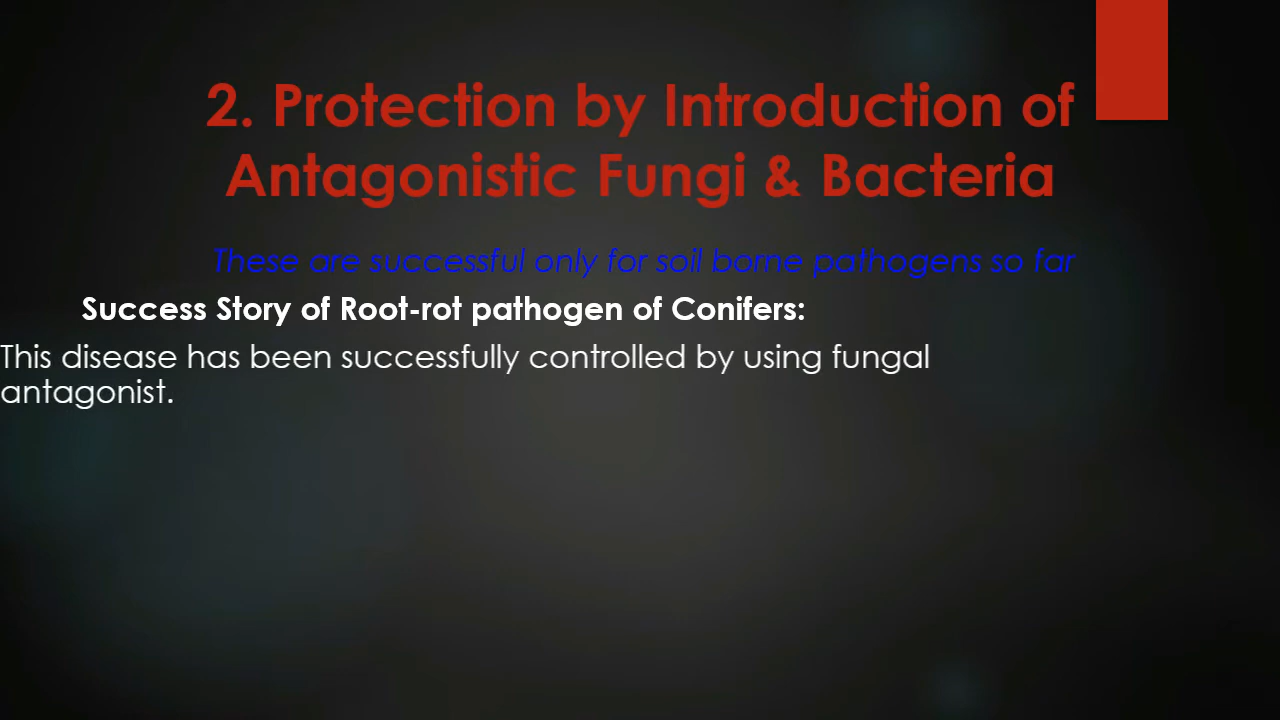 2. Protection by Introduction of
Antagonistic Fungi & Bacteria
These are successful only for soil borne pathogens so far
Success Story of Root-rot pathogen of Conifers:
This disease has been successfully controlled by using fungal
antagonist.